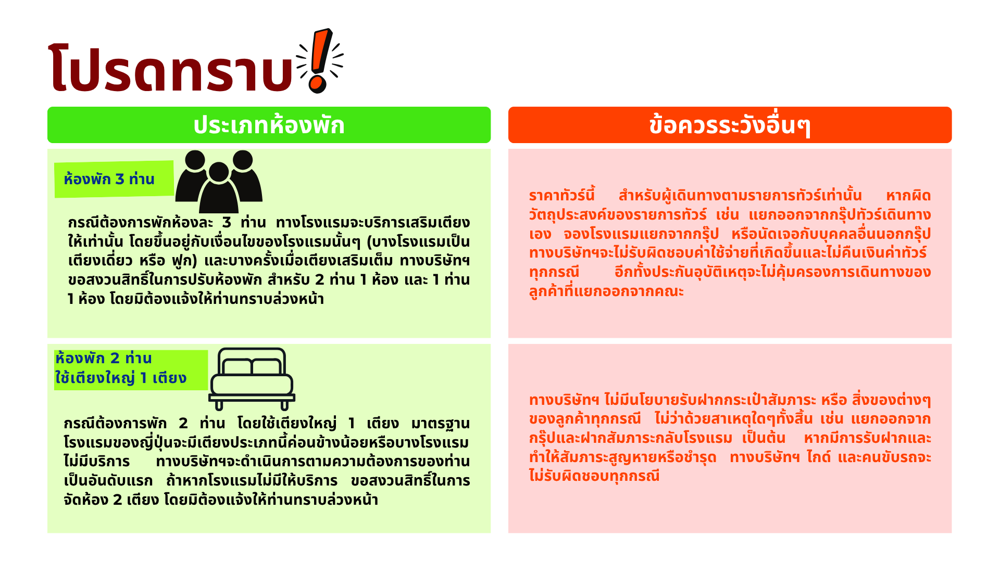 โปรดทราบ
ประเภทห้องพัก
ห้องพัก 3 ท่าน
กรณีต้องการพักห้องละ 3 ท่าน ทางโรงแรมจะบริการเสริมเตียง
ให้เท่านั้น โดยขึ้นอยู่กับเงื่อนไขของโรงแรมนั้นๆ (บางโรงแรมเป็น
เตียงเดี่ยว หรือ ฟูก) และบางครั้งเมื่อเตียงเสริมเต็ม ทางบริษัทฯ
ขอสงวนสิทธิ์ในการปรับห้องพัก สำหรับ 2 ท่าน 1 ห้อง และ 1 ท่าน
1 ห้อง โดยมิต้องแจ้งให้ท่านทราบล่วงหน้า
ห้องพัก 2 ท่าน
ใช้เตียงใหญ่ 1 เตียง
กรณีต้องการพัก 2 ท่าน โดยใช้เตียงใหญ่ 1 เตียง มาตรฐาน
โรงแรมของญี่ปุ่นจะมีเตียงประเภทนี้ค่อนข้างน้อยหรือบางโรงแรม
ไม่มีบริการ ทางบริษัทฯจะดำเนินการตามความต้องการของท่าน
เป็นอันดับแรก ถ้าหากโรงแรมไม่มีให้บริการ ขอสงวนสิทธิ์ในการ
จัดห้อง 2 เตียง โดยมิต้องแจ้งให้ท่านทราบล่วงหน้า
ข้อควรระวังอื่นๆ
ราคาทัวร์นี้ สำหรับผู้เดินทางตามรายการทัวร์เท่านั้น หากผิด
วัตถุประสงค์ของรายการทัวร์ เช่น แยกออกจากกรุ๊ปทัวร์เดินทาง
เอง จองโรงแรมแยกจากกรุ๊ป หรือนัดเจอกับบุคคลอื่นนอกกรุ๊ป
ทางบริษัทฯจะไม่รับผิดชอบค่าใช้จ่ายที่เกิดขึ้นและไม่คืนเงินค่าทัวร์
ทุกกรณี อีกทั้งประกันอุบัติเหตุจะไม่คุ้มครองการเดินทางของ
ลูกค้าที่แยกออกจากคณะ
ทางบริษัทฯ ไม่มีนโยบายรับฝากกระเป๋าสัมภาระ หรือ สิ่งของต่างๆ
ของลูกค้าทุกกรณี ไม่ว่าด้วยสาเหตุใดๆทั้งสิ้น เช่น แยกออกจาก
กรุ๊ปและฝากสัมภาระกลับโรงแรม เป็นต้น หากมีการรับฝากและ
ทำให้สัมภาระสูญหายหรือชำรุด ทางบริษัทฯ ไกด์ และคนขับรถจะ
ไม่รับผิดชอบทุกกรณี